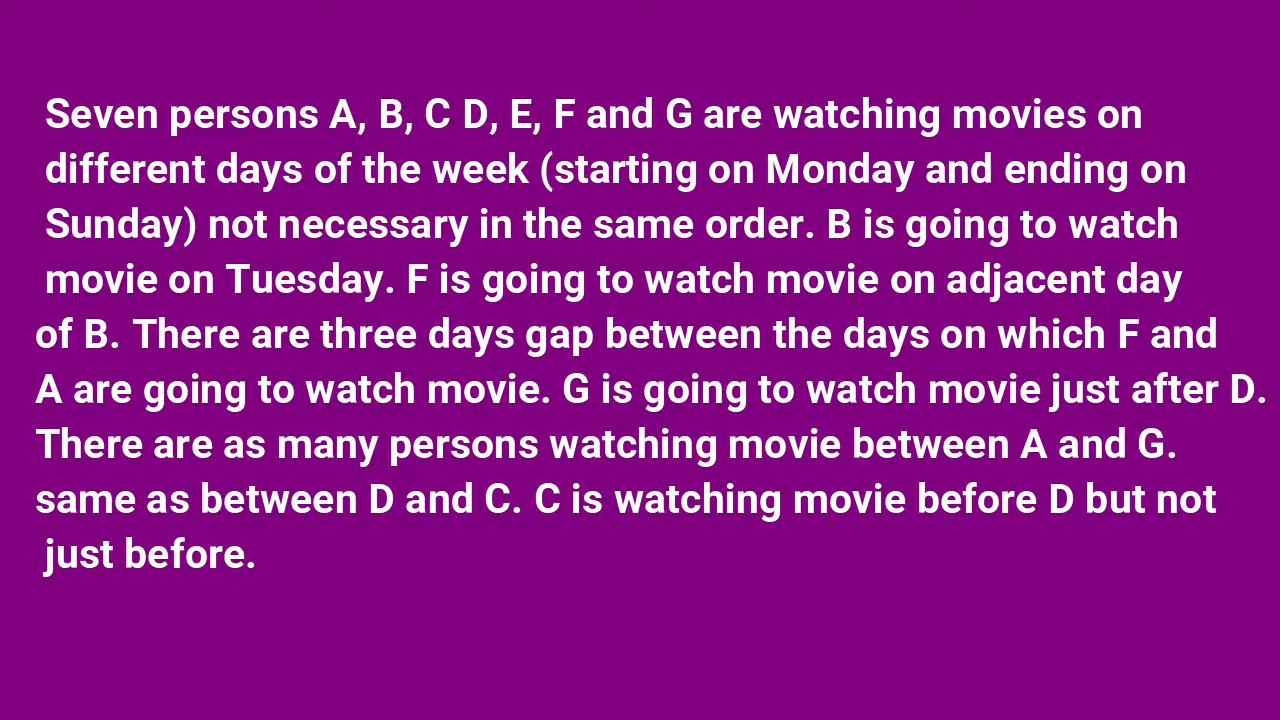 Seven persons A, B, C D, E, F and G are watching movies on
different days of the week (starting on Monday and ending on
Sunday) not necessary in the same order. B is going to watch
movie on Tuesday. F is going to watch movie on adjacent day
of B. There are three days gap between the days on which F and
A are going to watch movie. G is going to watch movie just after D.
There are as many persons watching movie between A and G.
same as between D and C. C is watching movie before D but not
just before.